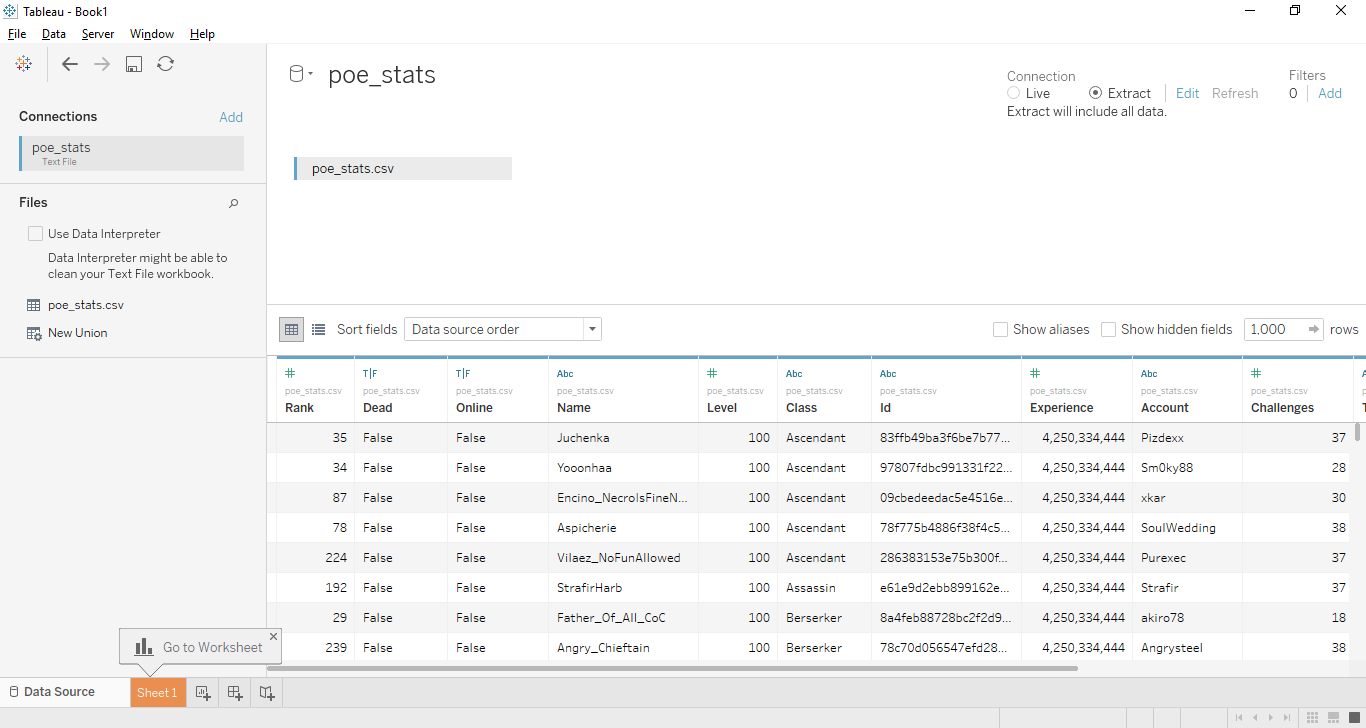 Tableau - Book1
File Data Server Window Help
Connections Add
poe_stats
Text File
Files
Use Data Interpreter
Data Interpreter might be able to
clean your Text File workbook.
poe_stats.csv
New Union
poe_stats
Connection
Live Extract Edit Refresh
Extract will include all data.
Filters
0 Add
poe_stats.csv
Sort fields Data source order Show aliases Show hidden fields 1,000 rows
# T|F T|F Abc # Abc Abc # Abc #
poe_stats.csv poe_stats.csv poe_stats.csv poe_stats.csv poe_stats.csv poe_stats.csv poe_stats.csv poe_stats.csv poe_stats.csv poe_stats.csv
Rank Dead Online Name Level Class Id Experience Account Challenges
35 False False Juchenka 100 Ascendant 83ffb49ba3f6be7b77... 4,250,334,444 Pizdexx 37
34 False False Yooonhaa 100 Ascendant 97807fdbc991331f22... 4,250,334,444 Sm0ky88 28
87 False False Encino_NecroIsFineN... 100 Ascendant 09cbedeedac5e4516e... 4,250,334,444 xkar 30
78 False False Aspicherie 100 Ascendant 78f775b4886f38f4c5... 4,250,334,444 SoulWedding 38
224 False False Vilaez_NoFunAllowed 100 Ascendant 286383153e75b300f... 4,250,334,444 Purexec 37
192 False False StrafirHarb 100 Assassin e61e9d2ebb899162e... 4,250,334,444 Strafir 37
29 False False Father_Of_All_CoC 100 Berserker 8a4feb88728bc2f2d9... 4,250,334,444 akiro78 18
239 False False Angry_Chieftain 100 Berserker 78c70d056547efd28... 4,250,334,444 Angrysteel 38
Go to Worksheet
Data Source Sheet 1